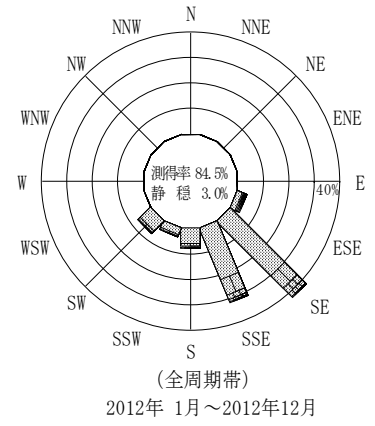 N
NNW
NNE
NW
NE
WNW
ENE
測得率 84.5%
静 穏 3.0%
W
40%
E
WSW
ESE
SW
SE
SSW
SSE
S
(全周期帯)
2012年 1月～2012年12月